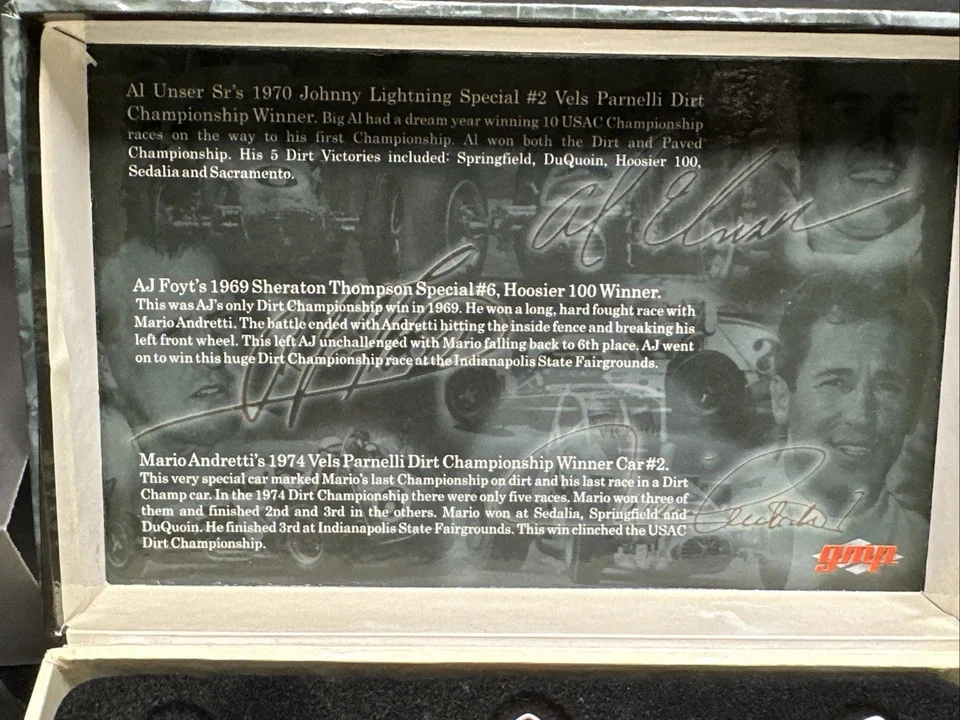 Al Unser Sr's 1970 Johnny Lightning Special #2 Vels Parnelli Dirt
Championship Winner. Big Al had a dream year winning 10 USAC Championship
races on the way to his first Championship. Al won both the Dirt and Paved
Championship. His 5 Dirt Victories included: Springfield, DuQuoin, Hoosier 100,
Sedalia and Sacramento.
Al Unser
AJ Foyt's 1969 Sheraton Thompson Special #6, Hoosier 100 Winner.
This was AJ's only Dirt Championship win in 1969. He won a long, hard fought race with
Mario Andretti. The battle ended with Andretti hitting the inside fence and breaking his
left front wheel. This left AJ unchallenged with Mario falling back to 6th place. AJ went
on to win this huge Dirt Championship race at the Indianapolis State Fairgrounds.
Mario Andretti's 1974 Vels Parnelli Dirt Championship Winner Car #2.
This very special car marked Mario's last Championship on dirt and his last race in a Dirt
Champ car. In the 1974 Dirt Championship there were only five races. Mario won three of
them and finished 2nd and 3rd in the others. Mario won at Sedalia, Springfield and
DuQuoin. He finished 3rd at Indianapolis State Fairgrounds. This win clinched the USAC
Dirt Championship.
gmp